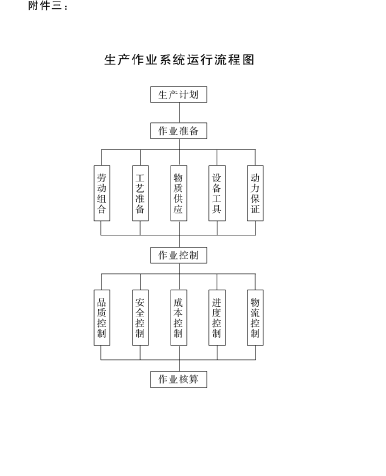 附件三：
生产作业系统运行流程图
生产计划
作业准备
劳动组合
工艺准备
物质供应
设备工具
动力保证
作业控制
品质控制
安全控制
成本控制
进度控制
物流控制
作业核算